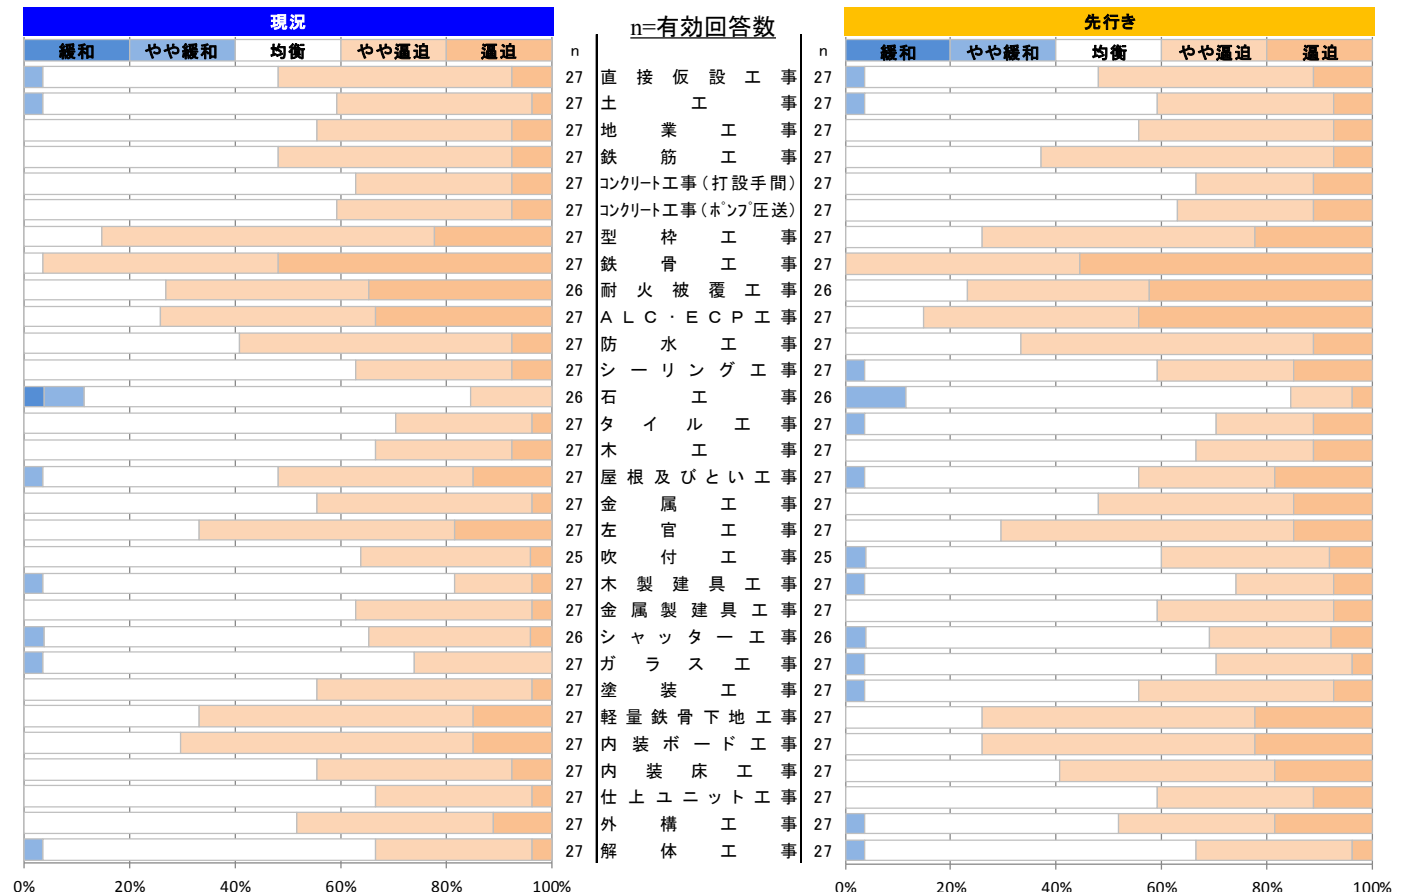 現況 n=有効回答数 先行き
緩和 やや緩和 均衡 やや逼迫 逼迫 n n 緩和 やや緩和 均衡 やや逼迫 逼迫
27 直接仮設工事 27
27 土工事 27
27 地業工事 27
27 鉄筋工事 27
27 ｺﾝｸﾘｰﾄ工事(打設手間) 27
27 ｺﾝｸﾘｰﾄ工事(ﾎﾟﾝﾌﾟ圧送) 27
27 型枠工事 27
27 鉄骨工事 27
26 耐火被覆工事 26
27 ＡＬＣ・ＥＣＰ工事 27
27 防水工事 27
27 シーリング工事 27
26 石工事 26
27 タイル工事 27
27 木工事 27
27 屋根及びとい工事 27
27 金属工事 27
27 左官工事 27
25 吹付工事 25
27 木製建具工事 27
27 金属製建具工事 27
26 シャッター工事 26
27 ガラス工事 27
27 塗装工事 27
27 軽量鉄骨下地工事 27
27 内装ボード工事 27
27 内装床工事 27
27 仕上ユニット工事 27
27 外構工事 27
27 解体工事 27
0% 20% 40% 60% 80% 100% 0% 20% 40% 60% 80% 100%